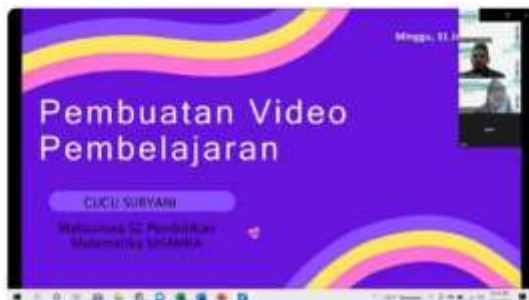 Minggu, 31
Pembuatan Video
Pembelajaran
CUCU SURYANI
Mahasiswa S2 Pendidikan
Matematika UHAMKA